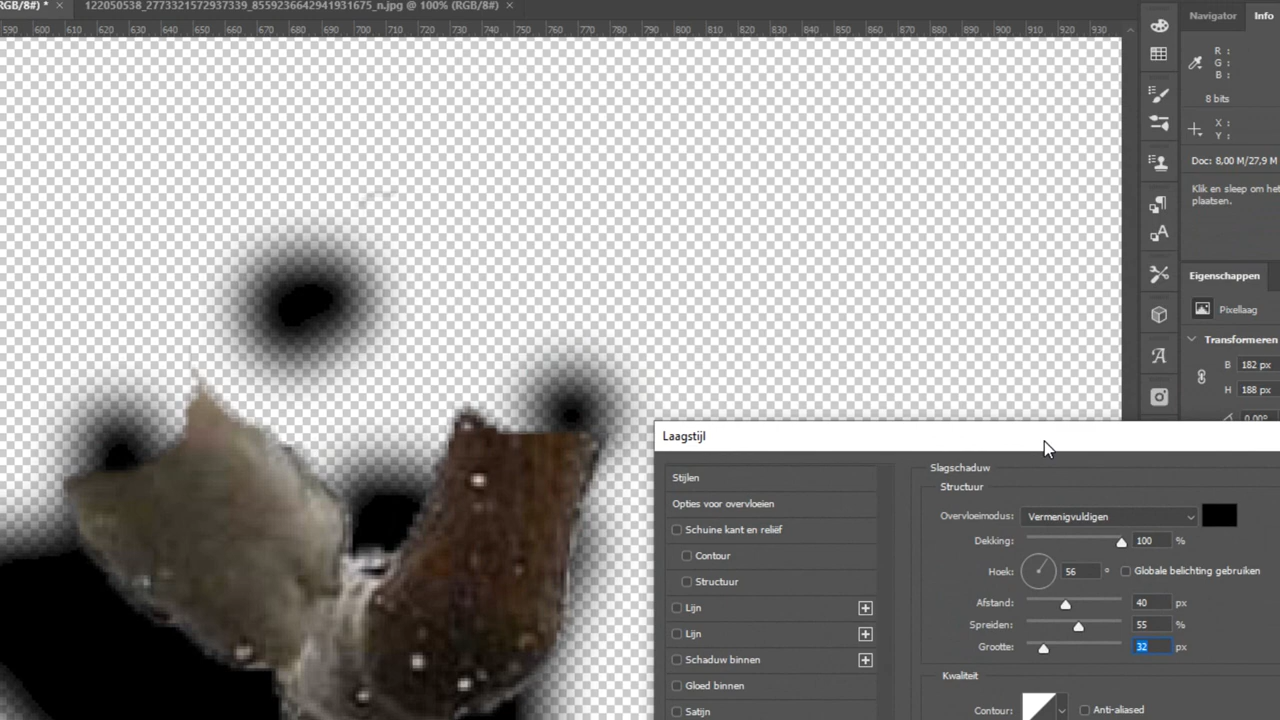 RGB/8#) * × 122050538_2773321572937339_8559236642941931675_n.jpg @ 100% (RGB/8#) ×
590 600 610 620 630 640 650 660 670 680 690 700 710 720 730 740 750 760 770 780 790 800 810 820 830 840 850 860 870 880 890 900 910 920 930
Navigator Info
R :
G :
B :
8 bits
X :
Y :
Doc: 8,00 M/27,9 M
Klik en sleep om het
plaatsen.
Eigenschappen
Pixellaag
Transformeren
B 182 px
H 188 px
0,00°
Laagstijl
Stijlen
Opties voor overvloeien
Schuine kant en reliëf
Contour
Structuur
Lijn
Lijn
Schaduw binnen
Gloed binnen
Satijn
Slagschaduw
Structuur
Overvloeimodus: Vermenigvuldigen
Dekking: 100 %
Hoek: 56 ° Globale belichting gebruiken
Afstand: 40 px
Spreiden: 55 %
Grootte: 32 px
Kwaliteit
Contour: Anti-aliased